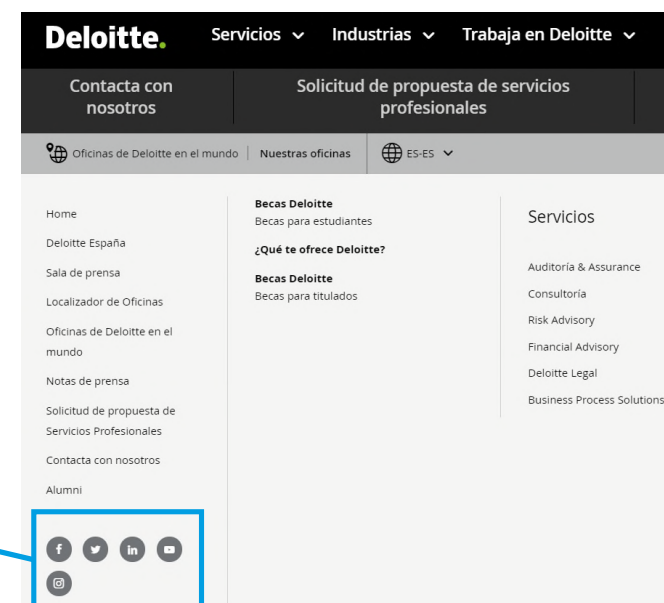 Deloitte.
Servicios
Industrias
Trabaja en Deloitte
Contacta con
nosotros
Solicitud de propuesta de servicios
profesionales
Oficinas de Deloitte en el mundo
Nuestras oficinas
ES-ES
Home
Deloitte España
Sala de prensa
Localizador de Oficinas
Oficinas de Deloitte en el
mundo
Notas de prensa
Solicitud de propuesta de
Servicios Profesionales
Contacta con nosotros
Alumni
f
in
Becas Deloitte
Becas para estudiantes
¿Qué te ofrece Deloitte?
Becas Deloitte
Becas para titulados
Servicios
Auditoría & Assurance
Consultoría
Risk Advisory
Financial Advisory
Deloitte Legal
Business Process Solutions